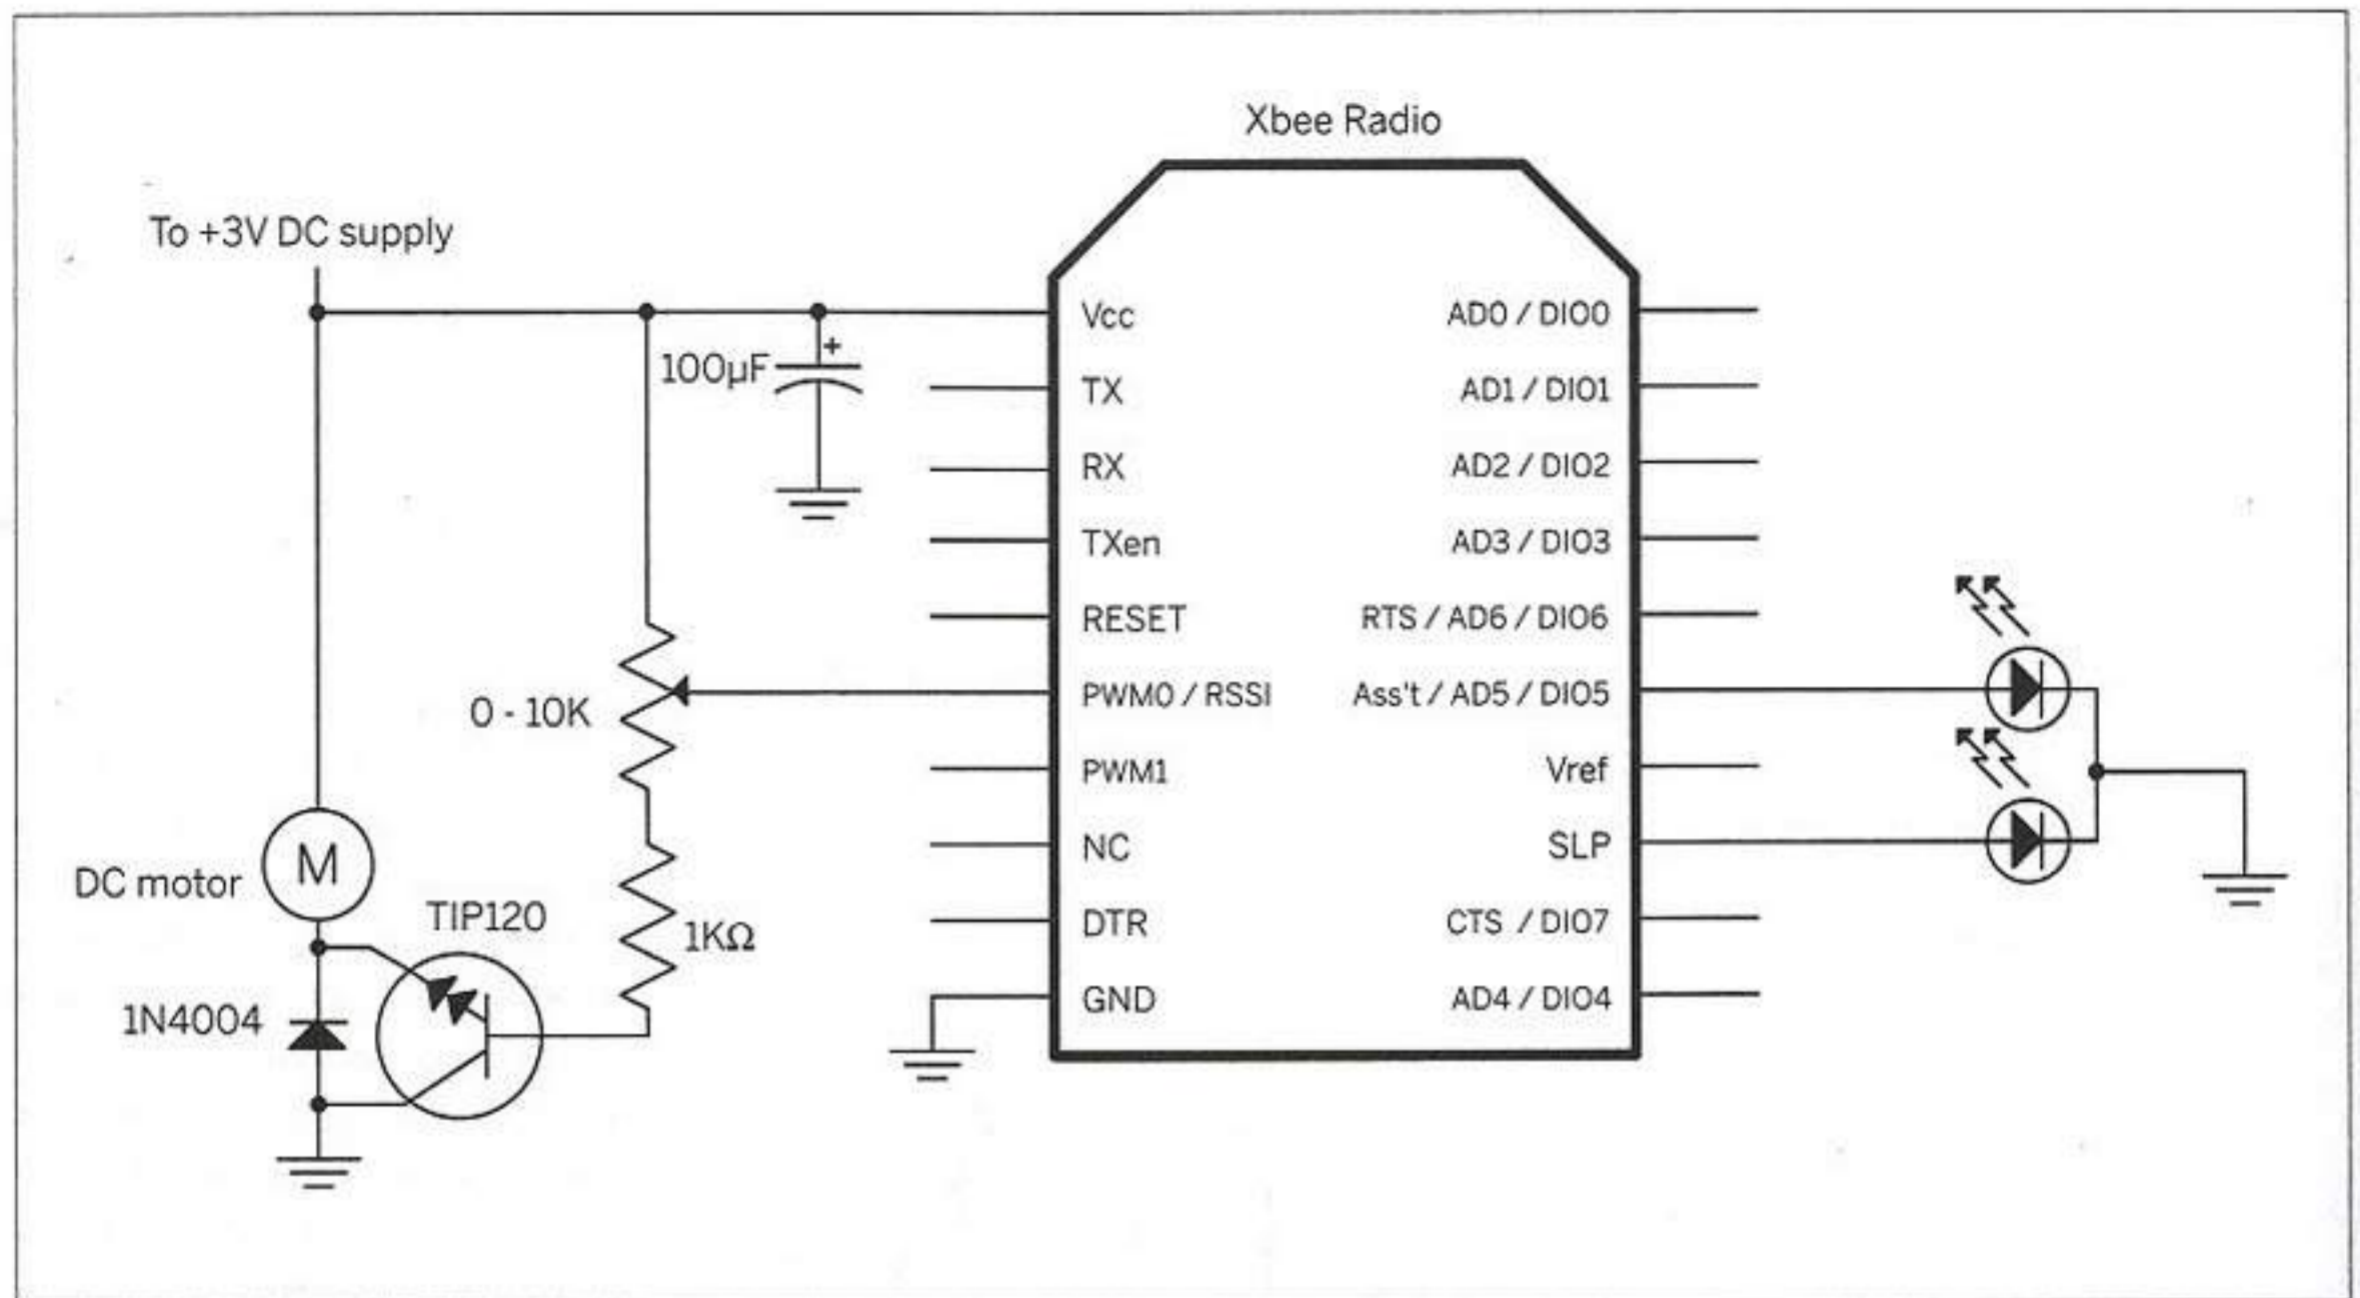 Xbee Radio
To +3V DC supply
Vcc
AD0 / DIO0
100µF
+
TX
AD1 / DIO1
RX
AD2 / DIO2
TXen
AD3 / DIO3
RESET
RTS / AD6 / DIO6
0 - 10K
PWM0 / RSSI
Ass't / AD5 / DIO5
PWM1
Vref
M
NC
SLP
DC motor
TIP120
1KΩ
DTR
CTS / DIO7
1N4004
GND
AD4 / DIO4